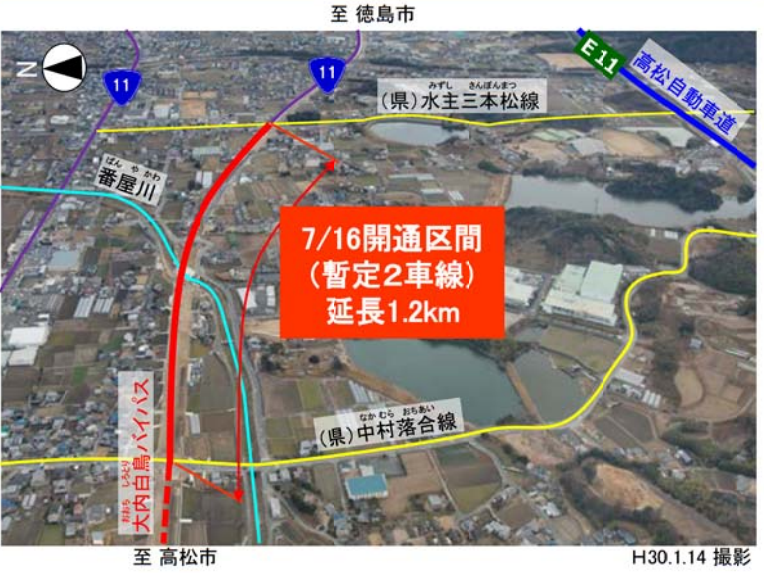 至 徳島市
N
11
11
E11
高松自動車道
みずし さんぼんまつ
(県)水主三本松線
ばん や かわ
番屋川
7/16開通区間
(暫定2車線)
延長1.2km
なか むら おちあい
(県)中村落合線
おおち しろとり
大内白鳥バイパス
至 高松市
H30.1.14 撮影